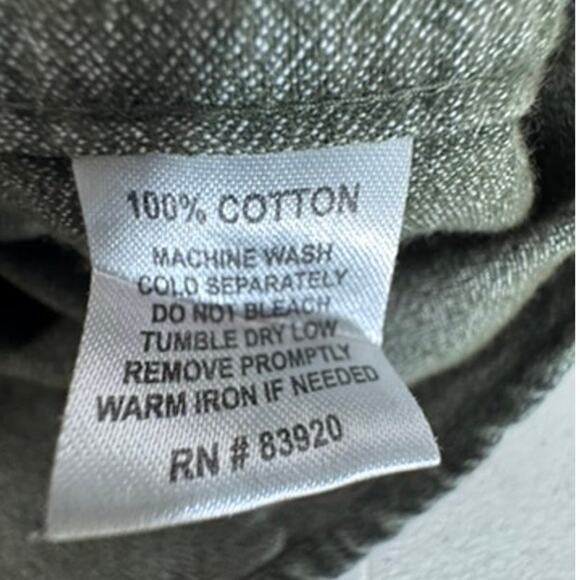 100% COTTON
MACHINE WASH
COLD SEPARATELY
DO NOT BLEACH
TUMBLE DRY LOW
REMOVE PROMPTLY
WARM IRON IF NEEDED
RN # 83920